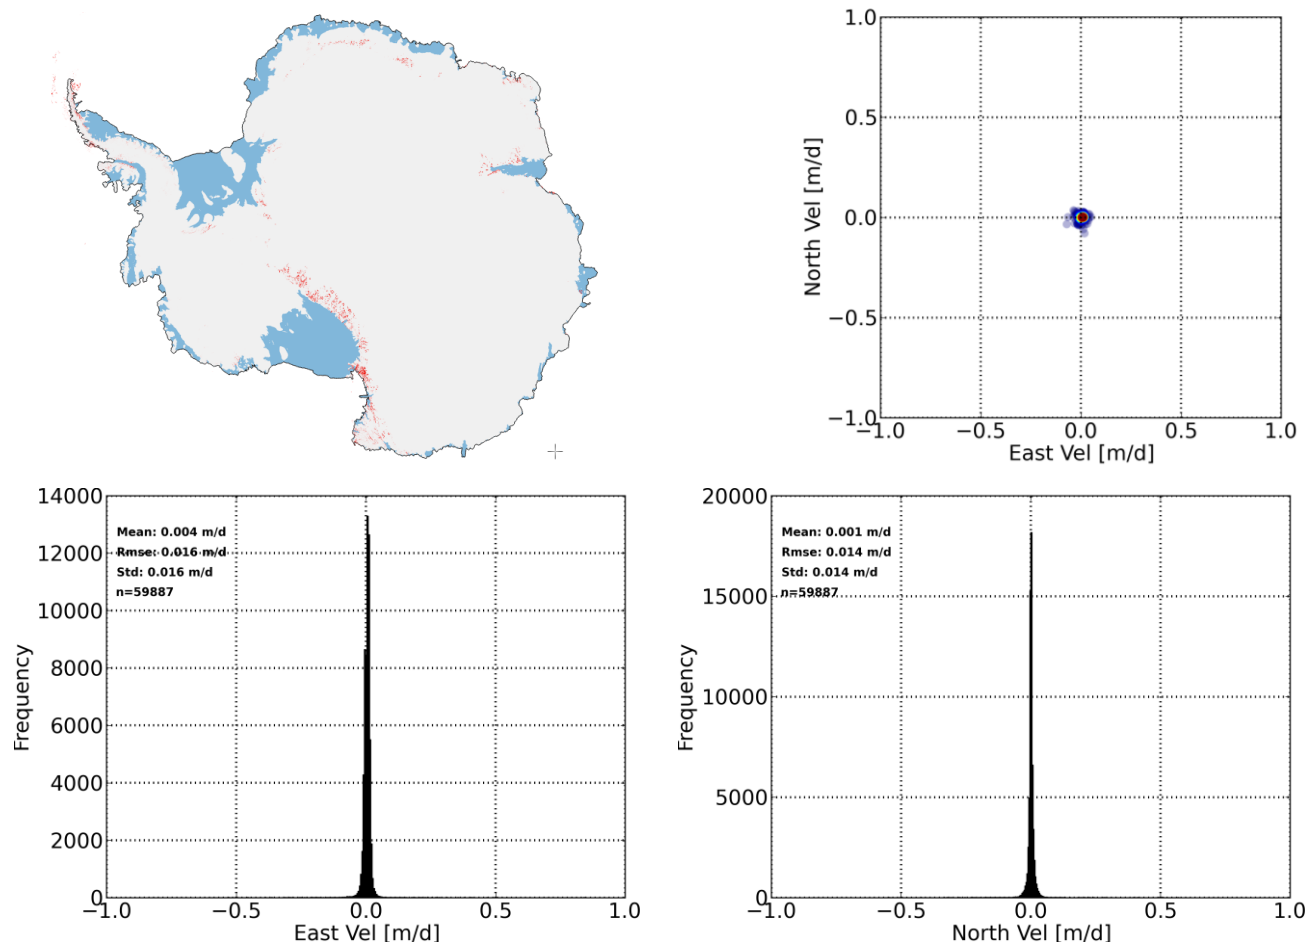 1.0
0.5
0.0
−0.5
−1.0
North Vel [m/d]
−1.0
−0.5
0.0
0.5
1.0
East Vel [m/d]
14000
12000
10000
8000
6000
4000
2000
0
Frequency
Mean: 0.004 m/d
Rmse: 0.016 m/d
Std: 0.016 m/d
n=59887
−1.0
−0.5
0.0
0.5
1.0
East Vel [m/d]
20000
15000
10000
5000
0
Frequency
Mean: 0.001 m/d
Rmse: 0.014 m/d
Std: 0.014 m/d
n=59887
−1.0
−0.5
0.0
0.5
1.0
North Vel [m/d]